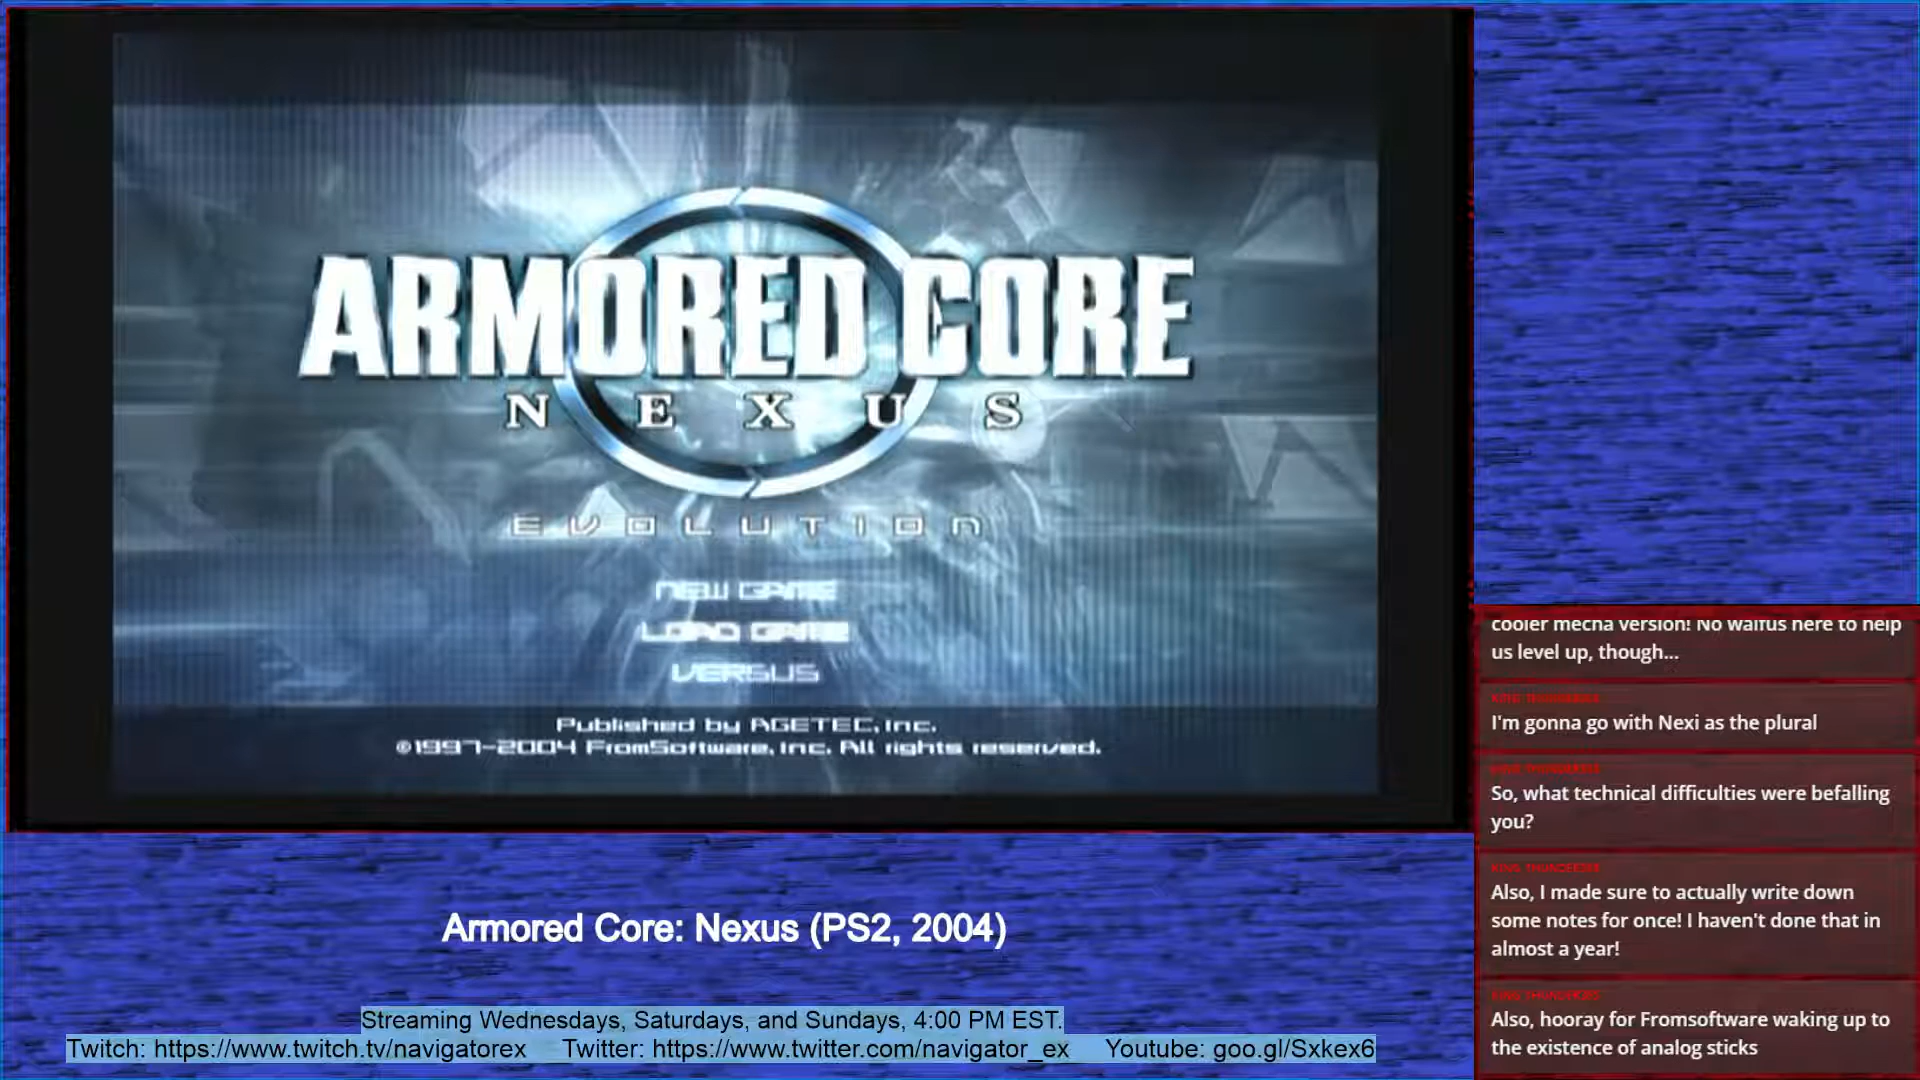 ARMORED CORE
NEXUS
EVOLUTION
NEW GAME
LOAD GAME
VERSUS
Published by AGETEC, Inc.
©1997-2004 FromSoftware, Inc. All rights reserved.
Armored Core: Nexus (PS2, 2004)
Streaming Wednesdays, Saturdays, and Sundays, 4:00 PM EST.
Twitch: https://www.twitch.tv/navigatorex Twitter: https://www.twitter.com/navigator_ex Youtube: goo.gl/Sxkex6
cooler mecha version! No waifus here to help
us level up, though...
I'm gonna go with Nexi as the plural
So, what technical difficulties were befalling
you?
Also, I made sure to actually write down
some notes for once! I haven't done that in
almost a year!
Also, hooray for Fromsoftware waking up to
the existence of analog sticks